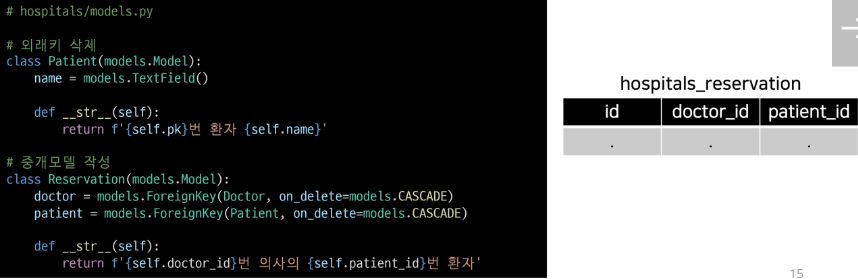 # hospitals/models.py
# 외래키 삭제
class Patient(models.Model):
    name = models.TextField()
    def __str__(self):
        return f'{self.pk}번 환자 {self.name}'
# 중개모델 작성
class Reservation(models.Model):
    doctor = models.ForeignKey(Doctor, on_delete=models.CASCADE)
    patient = models.ForeignKey(Patient, on_delete=models.CASCADE)
    def __str__(self):
        return f'{self.doctor_id}번 의사의 {self.patient_id}번 환자'
hospitals_reservation
id doctor_id patient_id
. . .
15